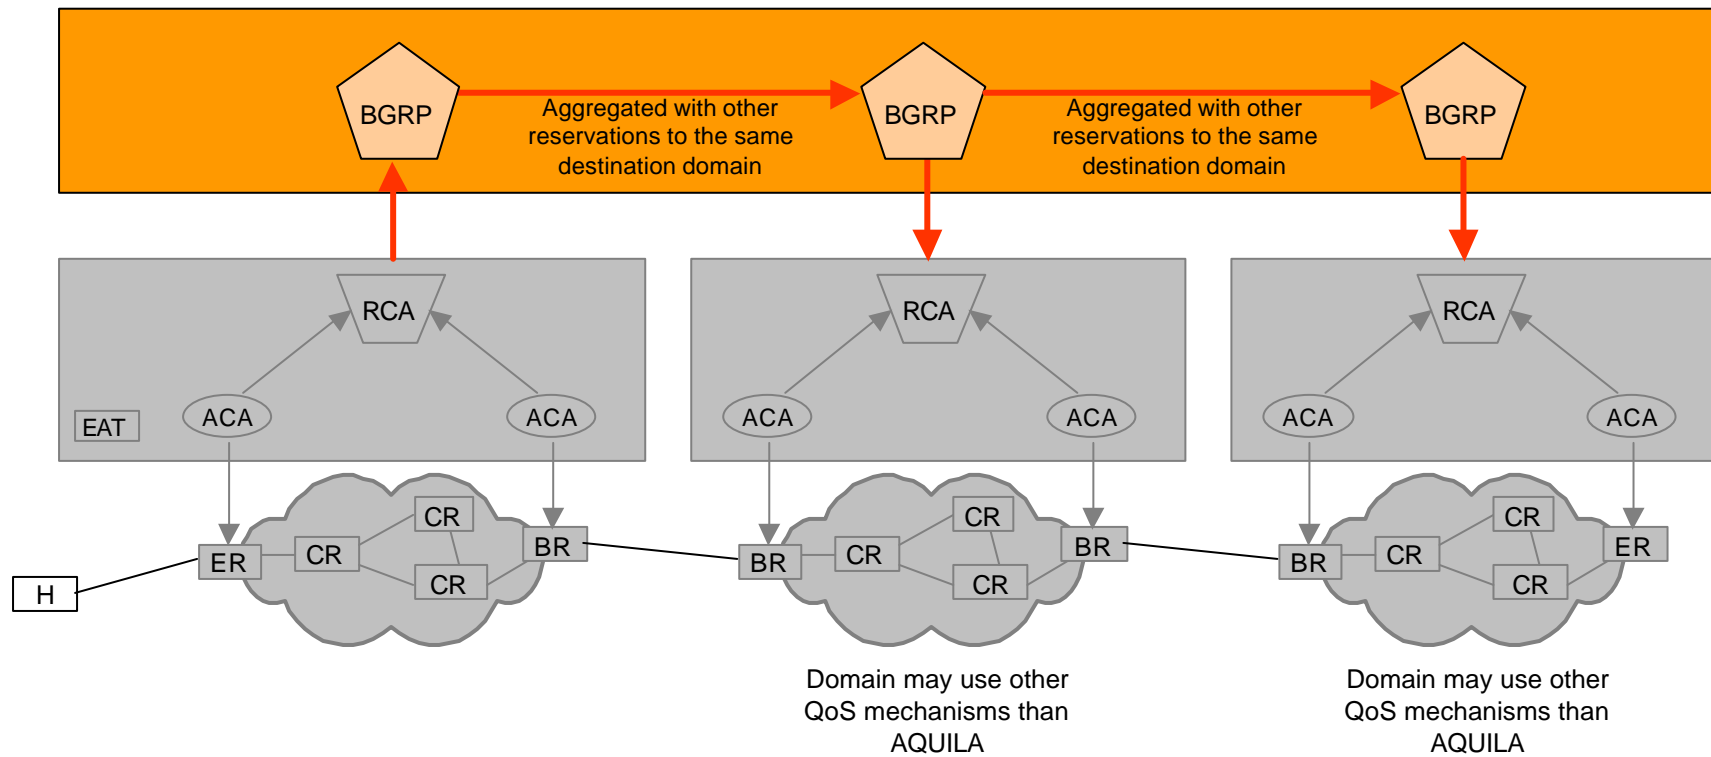 BGRP
Aggregated with other
reservations to the same
destination domain
BGRP
Aggregated with other
reservations to the same
destination domain
BGRP
RCA
RCA
RCA
EAT
ACA
ACA
ACA
ACA
ACA
ACA
H
ER
CR
CR
CR
BR
BR
CR
CR
CR
BR
BR
CR
CR
CR
ER
Domain may use other
QoS mechanisms than
AQUILA
Domain may use other
QoS mechanisms than
AQUILA